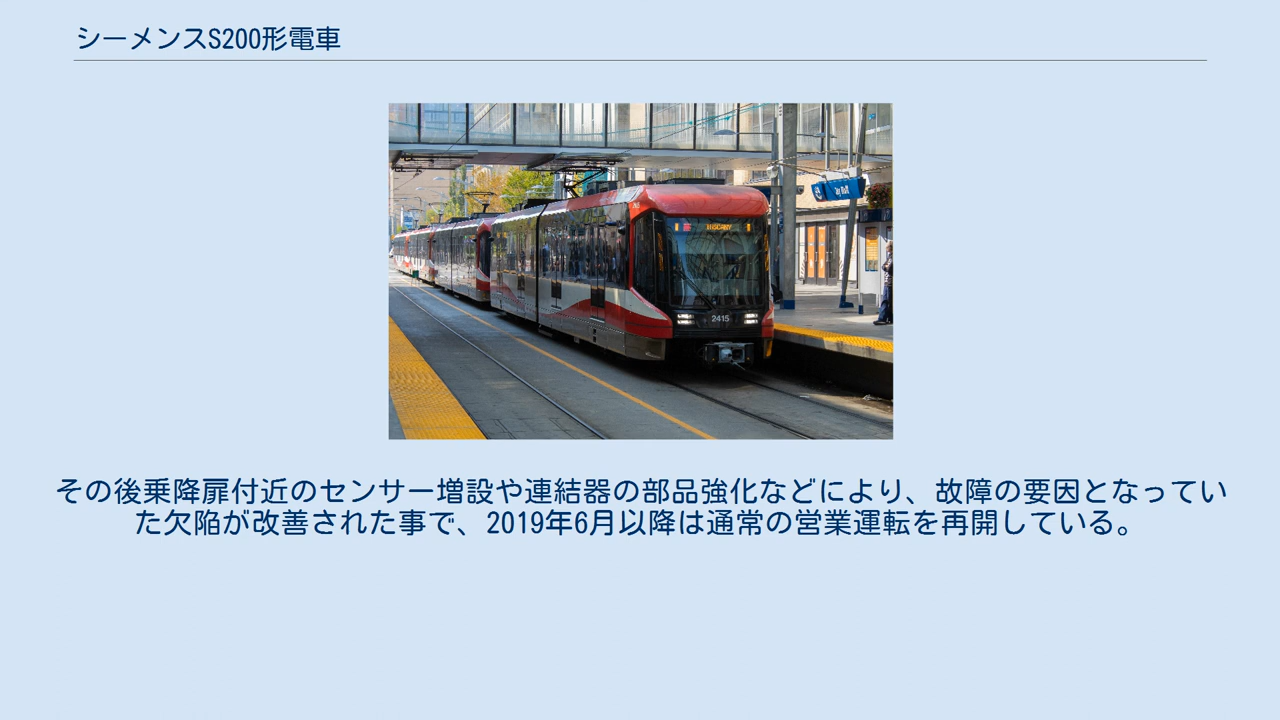 シーメンスS200形電車
2415
その後乗降扉付近のセンサー増設や連結器の部品強化などにより、故障の要因となってい
た欠陥が改善された事で、2019年6月以降は通常の営業運転を再開している。